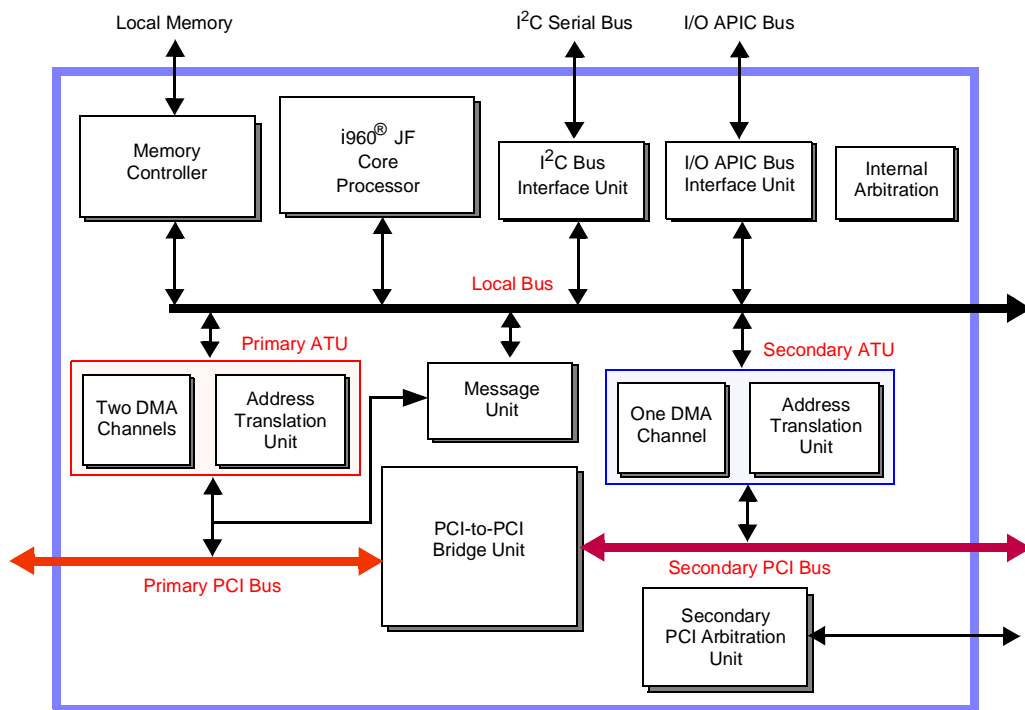 Local Memory
I²C Serial Bus
I/O APIC Bus
Memory
Controller
i960® JF
Core
Processor
I²C Bus
Interface Unit
I/O APIC Bus
Interface Unit
Internal
Arbitration
Local Bus
Primary ATU
Secondary ATU
Two DMA
Channels
Address
Translation
Unit
Message
Unit
One DMA
Channel
Address
Translation
Unit
PCI-to-PCI
Bridge Unit
Primary PCI Bus
Secondary PCI Bus
Secondary
PCI Arbitration
Unit